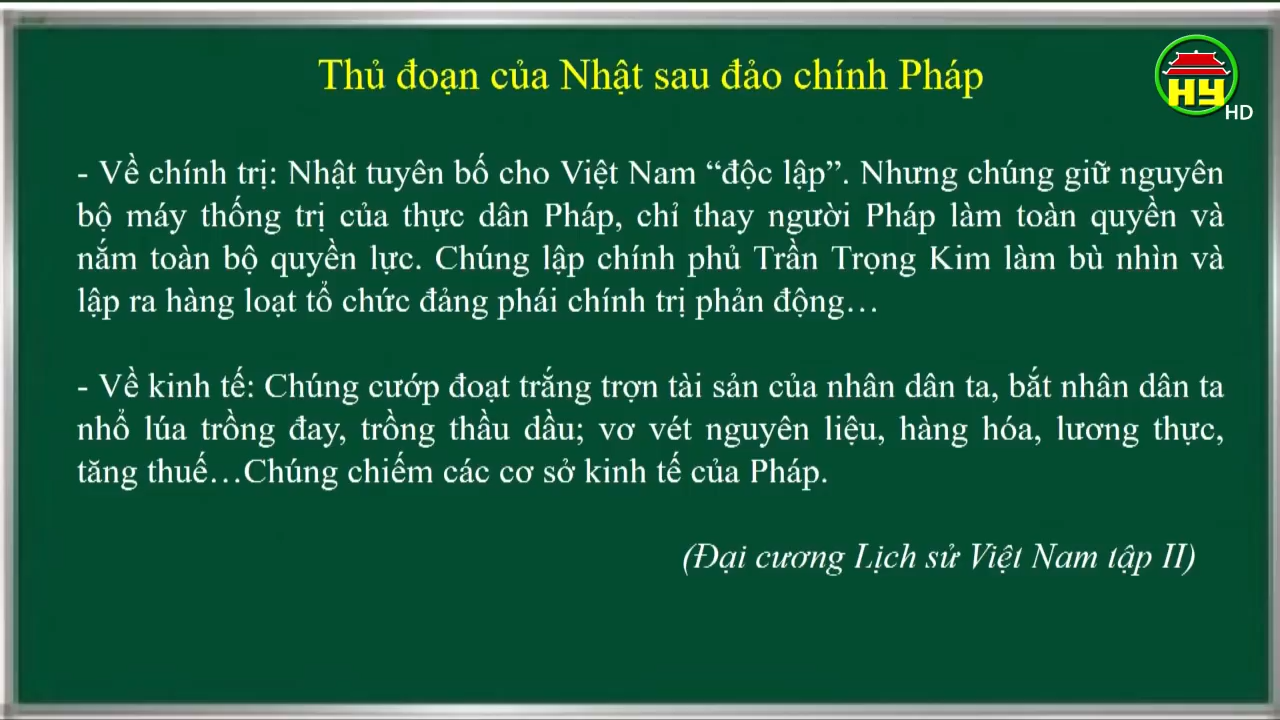 Thủ đoạn của Nhật sau đảo chính Pháp
HY
HD
- Về chính trị: Nhật tuyên bố cho Việt Nam “độc lập”. Nhưng chúng giữ nguyên
bộ máy thống trị của thực dân Pháp, chỉ thay người Pháp làm toàn quyền và
nắm toàn bộ quyền lực. Chúng lập chính phủ Trần Trọng Kim làm bù nhìn và
lập ra hàng loạt tổ chức đảng phái chính trị phản động…
- Về kinh tế: Chúng cướp đoạt trắng trợn tài sản của nhân dân ta, bắt nhân dân ta
nhổ lúa trồng đay, trồng thầu dầu; vơ vét nguyên liệu, hàng hóa, lương thực,
tăng thuế…Chúng chiếm các cơ sở kinh tế của Pháp.
(Đại cương Lịch sử Việt Nam tập II)